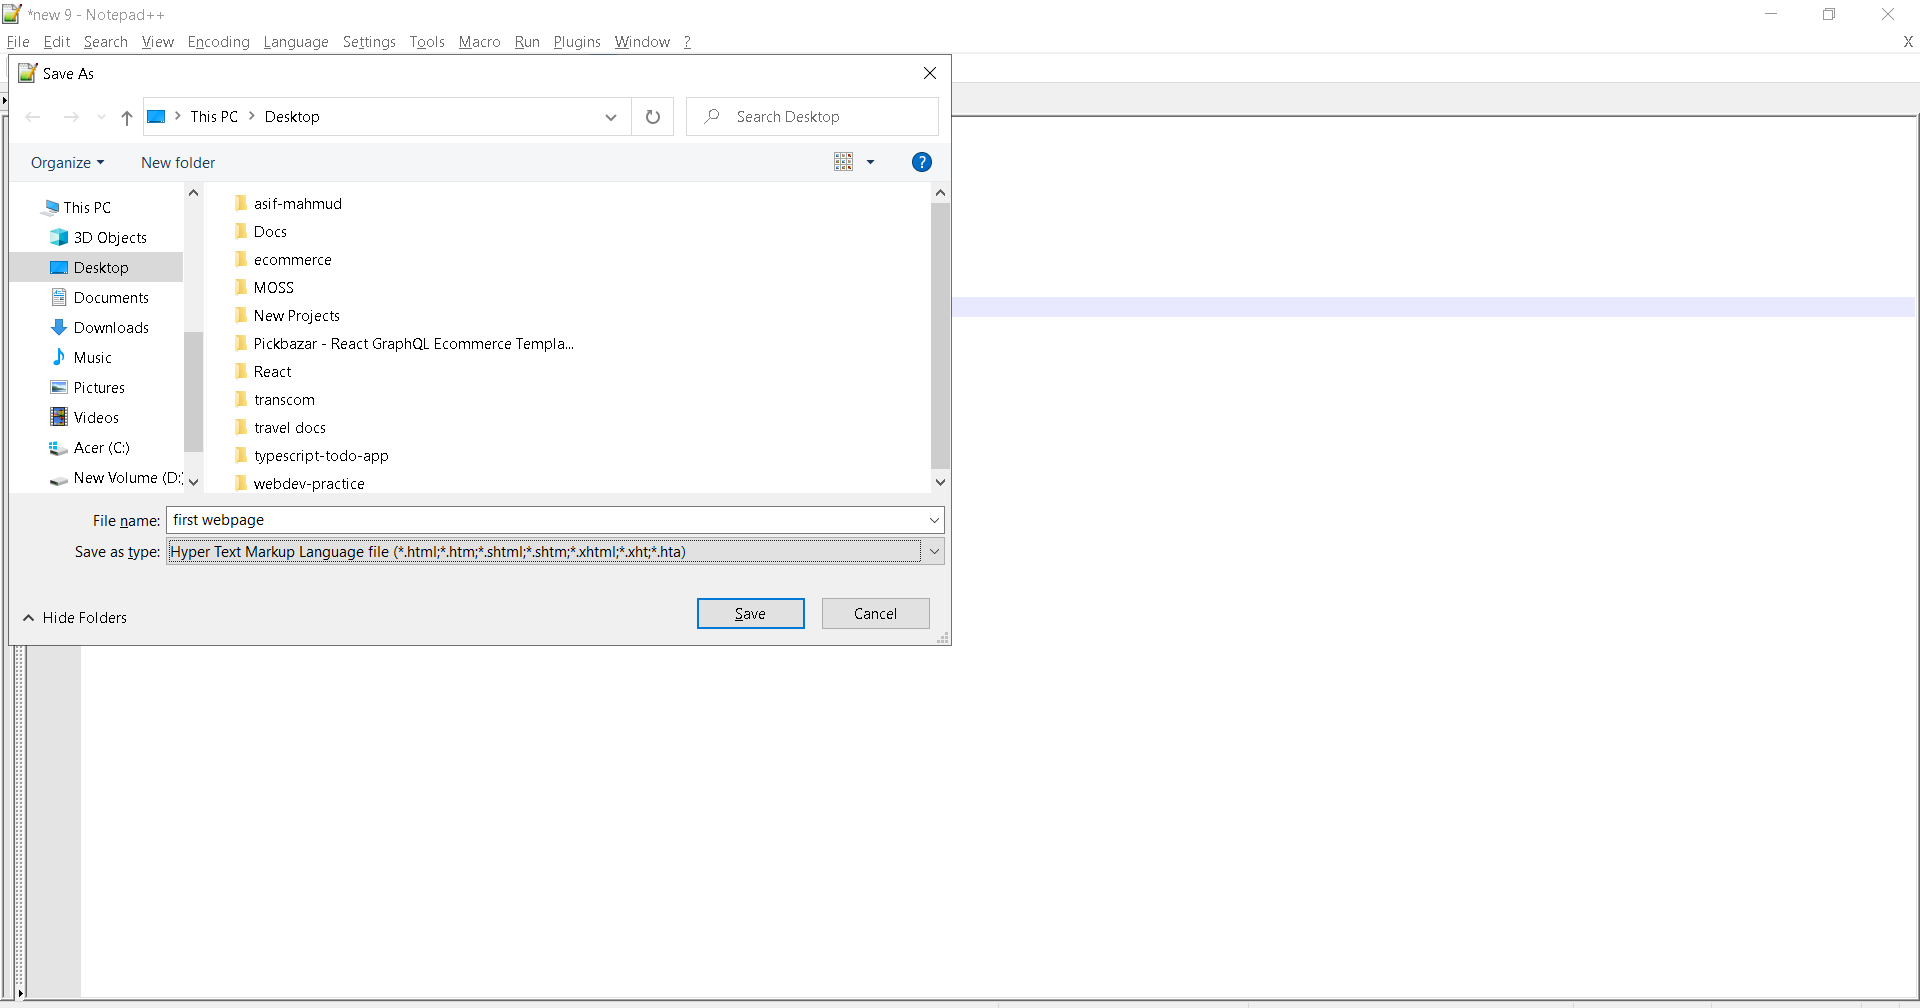 *new 9 - Notepad++
File Edit Search View Encoding Language Settings Tools Macro Run Plugins Window ? X
Save As
This PC > Desktop
Search Desktop
Organize New folder
This PC
3D Objects
Desktop
Documents
Downloads
Music
Pictures
Videos
Acer (C:)
New Volume (D:
asif-mahmud
Docs
ecommerce
MOSS
New Projects
Pickbazar - React GraphQL Ecommerce Templa...
React
transcom
travel docs
typescript-todo-app
webdev-practice
File name: first webpage
Save as type: Hyper Text Markup Language file (*.html;*.htm;*.shtml;*.shtm;*.xhtml;*.xht;*.hta)
Hide Folders
Save Cancel